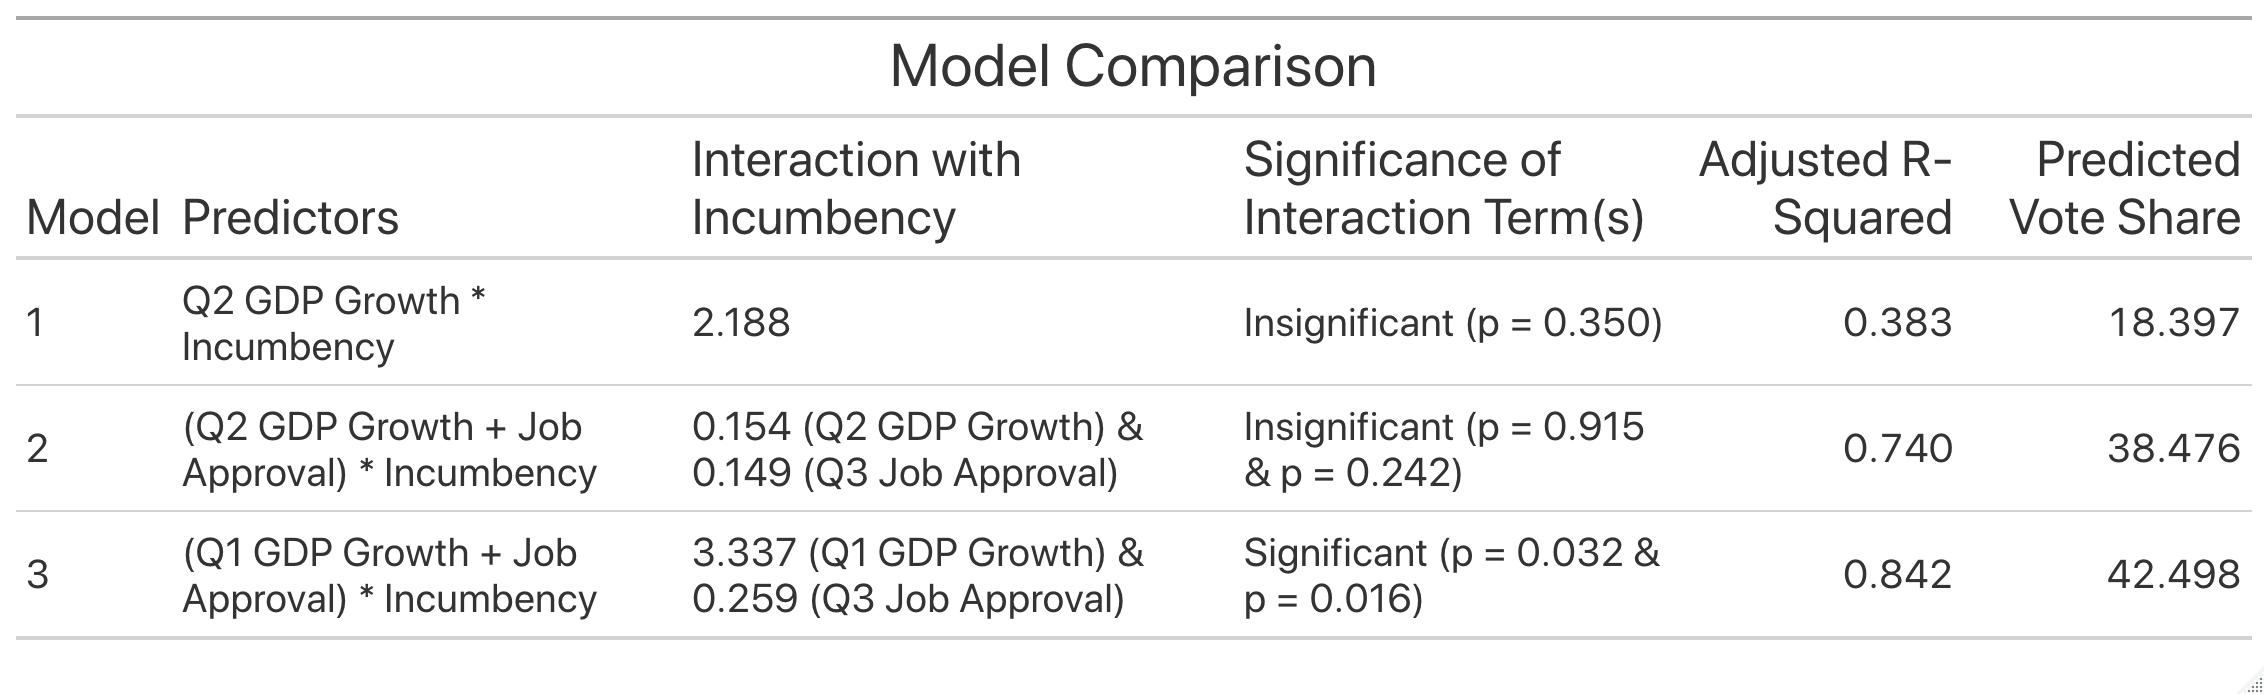 Model Comparison
Model Predictors Interaction with Incumbency Significance of Interaction Term(s) Adjusted R-Squared Predicted Vote Share
1 Q2 GDP Growth * Incumbency 2.188 Insignificant (p = 0.350) 0.383 18.397
2 (Q2 GDP Growth + Job Approval) * Incumbency 0.154 (Q2 GDP Growth) & 0.149 (Q3 Job Approval) Insignificant (p = 0.915 & p = 0.242) 0.740 38.476
3 (Q1 GDP Growth + Job Approval) * Incumbency 3.337 (Q1 GDP Growth) & 0.259 (Q3 Job Approval) Significant (p = 0.032 & p = 0.016) 0.842 42.498